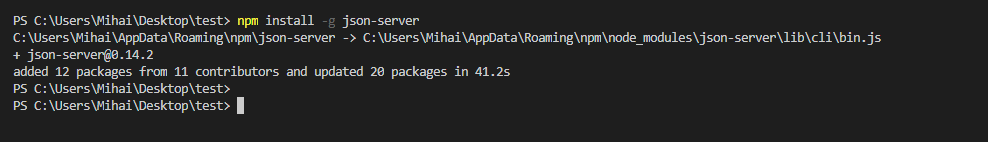 PS C:\Users\Mihai\Desktop\test> npm install -g json-server
C:\Users\Mihai\AppData\Roaming\npm\json-server -> C:\Users\Mihai\AppData\Roaming\npm\node_modules\json-server\lib\cli\bin.js
+ json-server@0.14.2
added 12 packages from 11 contributors and updated 20 packages in 41.2s
PS C:\Users\Mihai\Desktop\test>
PS C:\Users\Mihai\Desktop\test>